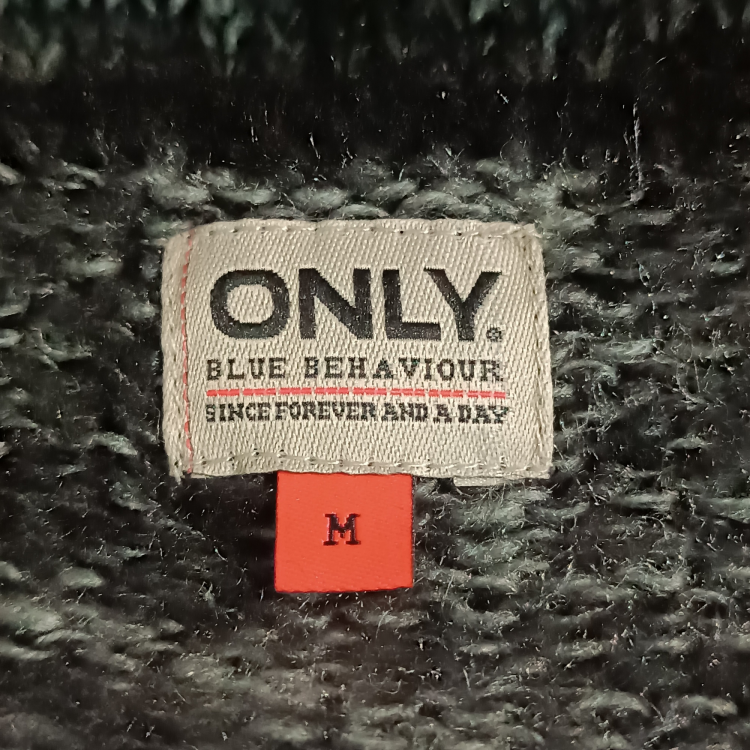 ONLY.
BLUE BEHAVIOUR
SINCE FOREVER AND A DAY
M